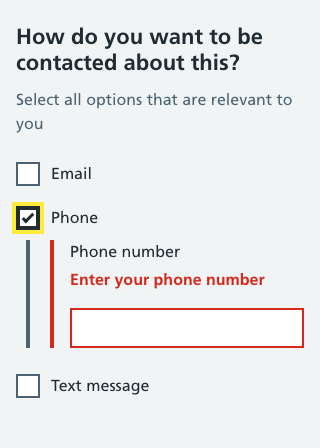 How do you want to be
contacted about this?
Select all options that are relevant to
you
Email
Phone
Phone number
Enter your phone number
Text message